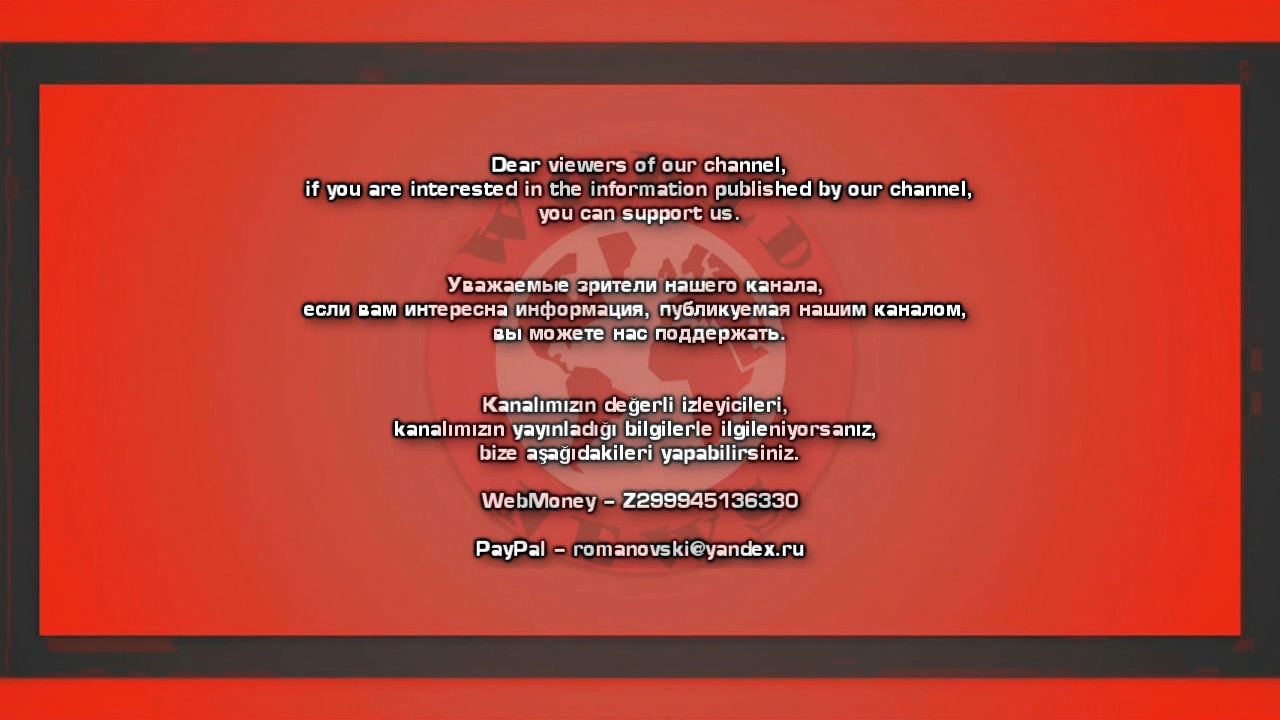 Dear viewers of our channel,
if you are interested in the information published by our channel,
you can support us.
Уважаемые зрители нашего канала,
если вам интересна информация, публикуемая нашим каналом,
вы можете нас поддержать.
Kanalımızın değerli izleyicileri,
kanalımızın yayınladığı bilgilerle ilgileniyorsanız,
bize aşağıdakileri yapabilirsiniz.
WebMoney - Z299945136330
PayPal - romanovski@yandex.ru